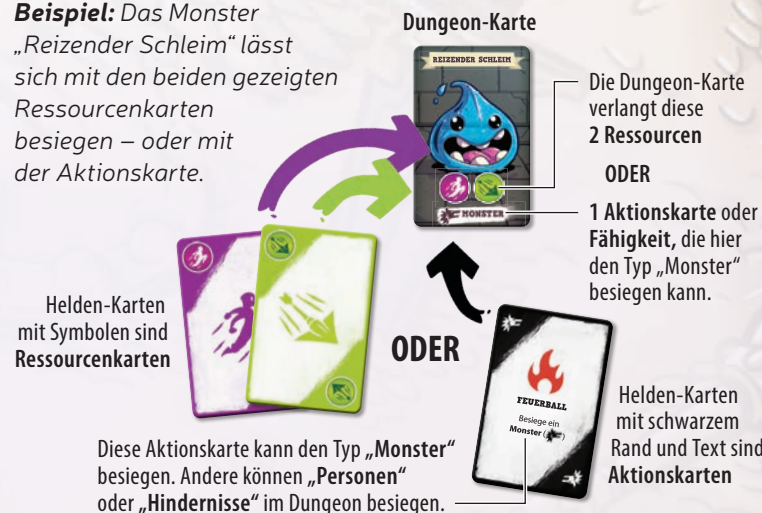 Beispiel: Das Monster
„Reizender Schleim“ lässt
sich mit den beiden gezeigten
Ressourcenkarten
besiegen – oder mit
der Aktionskarte.
Dungeon-Karte
REIZENDER SCHLEIM
MONSTER
Die Dungeon-Karte
verlangt diese
2 Ressourcen
ODER
1 Aktionskarte oder
Fähigkeit, die hier
den Typ „Monster“
besiegen kann.
Helden-Karten
mit Symbolen sind
Ressourcenkarten
ODER
FEUERBALL
Besiege ein
Monster ( )
Helden-Karten
mit schwarzem
Rand und Text sind
Aktionskarten
Diese Aktionskarte kann den Typ „Monster“
besiegen. Andere können „Personen“
oder „Hindernisse“ im Dungeon besiegen.